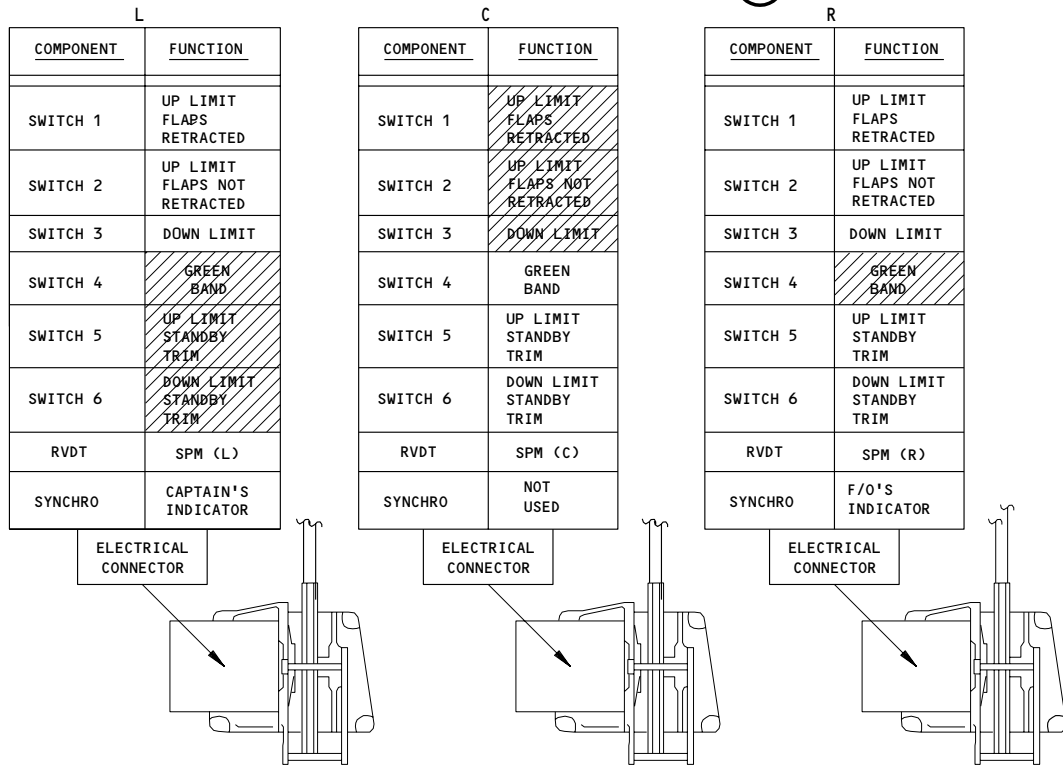 L
COMPONENT FUNCTION
SWITCH 1 UP LIMIT
FLAPS
RETRACTED
SWITCH 2 UP LIMIT
FLAPS NOT
RETRACTED
SWITCH 3 DOWN LIMIT
SWITCH 4 GREEN
BAND
SWITCH 5 UP LIMIT
STANDBY
TRIM
SWITCH 6 DOWN LIMIT
STANDBY
TRIM
RVDT SPM (L)
SYNCHRO CAPTAIN'S
INDICATOR
ELECTRICAL
CONNECTOR
C
COMPONENT FUNCTION
SWITCH 1 UP LIMIT
FLAPS
RETRACTED
SWITCH 2 UP LIMIT
FLAPS NOT
RETRACTED
SWITCH 3 DOWN LIMIT
SWITCH 4 GREEN
BAND
SWITCH 5 UP LIMIT
STANDBY
TRIM
SWITCH 6 DOWN LIMIT
STANDBY
TRIM
RVDT SPM (C)
SYNCHRO NOT
USED
ELECTRICAL
CONNECTOR
R
COMPONENT FUNCTION
SWITCH 1 UP LIMIT
FLAPS
RETRACTED
SWITCH 2 UP LIMIT
FLAPS NOT
RETRACTED
SWITCH 3 DOWN LIMIT
SWITCH 4 GREEN
BAND
SWITCH 5 UP LIMIT
STANDBY
TRIM
SWITCH 6 DOWN LIMIT
STANDBY
TRIM
RVDT SPM (R)
SYNCHRO F/O'S
INDICATOR
ELECTRICAL
CONNECTOR